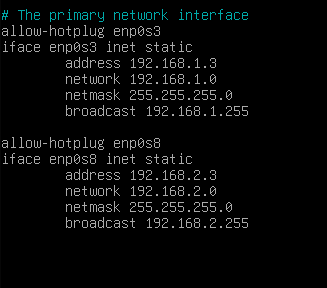 # The primary network interface
allow-hotplug enp0s3
iface enp0s3 inet static
address 192.168.1.3
network 192.168.1.0
netmask 255.255.255.0
broadcast 192.168.1.255
allow-hotplug enp0s8
iface enp0s8 inet static
address 192.168.2.3
network 192.168.2.0
netmask 255.255.255.0
broadcast 192.168.2.255